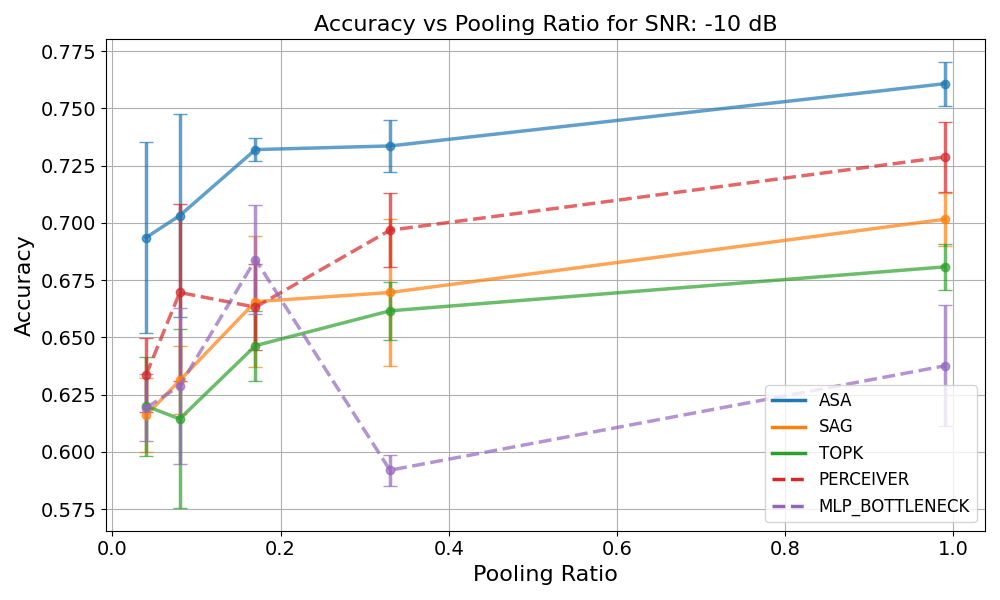 Accuracy vs Pooling Ratio for SNR: -10 dB
0.775
0.750
0.725
0.700
0.675
0.650
0.625
0.600
0.575
Accuracy
ASA
SAG
TOPK
PERCEIVER
MLP_BOTTLENECK
0.0 0.2 0.4 0.6 0.8 1.0
Pooling Ratio